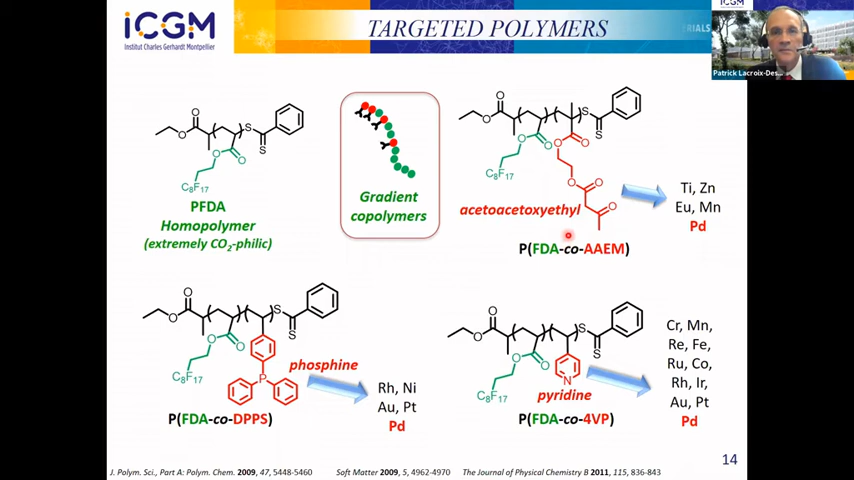 iCGM
Institut Charles Gerhardt Montpellier
TARGETED POLYMERS
Patrick Lacroix-Des...
O
O
S
O
O
S
C8F17
PFDA
Homopolymer
(extremely CO2-philic)
Gradient
copolymers
O
O
S
O
O
O
O
S
C8F17
O
O
O
acetoacetoxyethyl
P(FDA-co-AAEM)
Ti, Zn
Eu, Mn
Pd
O
O
S
O
O
S
C8F17
P
phosphine
P(FDA-co-DPPS)
Rh, Ni
Au, Pt
Pd
O
O
S
O
O
S
C8F17
N
pyridine
P(FDA-co-4VP)
Cr, Mn,
Re, Fe,
Ru, Co,
Rh, Ir,
Au, Pt
Pd
14
J. Polym. Sci., Part A: Polym. Chem. 2009, 47, 5448-5460 Soft Matter 2009, 5, 4962-4970 The Journal of Physical Chemistry B 2011, 115, 836-843